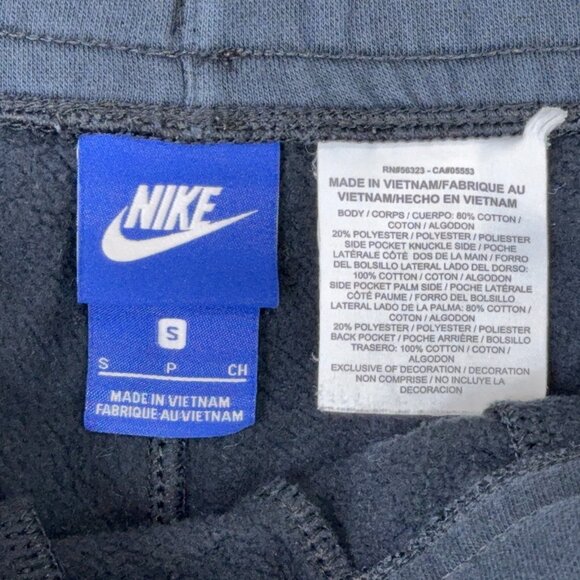 NIKE
S
S P CH
MADE IN VIETNAM
FABRIQUE AU VIETNAM
RN#56323 - CA#05553
MADE IN VIETNAM/FABRIQUE AU
VIETNAM/HECHO EN VIETNAM
BODY / CORPS / CUERPO: 80% COTTON /
COTON / ALGODON
20% POLYESTER / POLYESTER / POLIESTER
SIDE POCKET KNUCKLE SIDE / POCHE
LATÉRALE CÔTÉ DOS DE LA MAIN / FORRO
DEL BOLSILLO LATERAL LADO DEL DORSO:
100% COTTON / COTON / ALGODON
SIDE POCKET PALM SIDE / POCHE LATÉRALE
CÔTÉ PAUME / FORRO DEL BOLSILLO
LATERAL LADO DE LA PALMA: 80% COTTON /
COTON / ALGODON
20% POLYESTER / POLYESTER / POLIESTER
BACK POCKET / POCHE ARRIÈRE / BOLSILLO
TRASERO: 100% COTTON / COTON /
ALGODON
EXCLUSIVE OF DECORATION / DECORATION
NON COMPRISE / NO INCLUYE LA
DECORACION